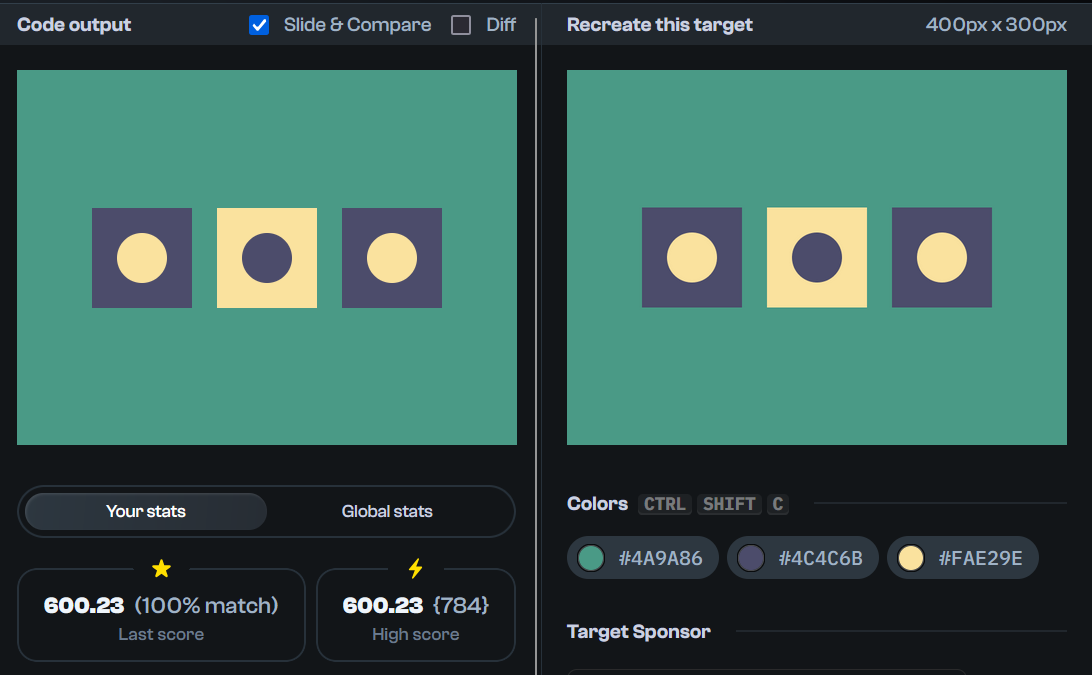 Code output
Slide & Compare
Diff
Recreate this target
400px x 300px
Your stats
Global stats
600.23 (100% match)
Last score
600.23 {784}
High score
Colors CTRL SHIFT C
#4A9A86
#4C4C6B
#FAE29E
Target Sponsor